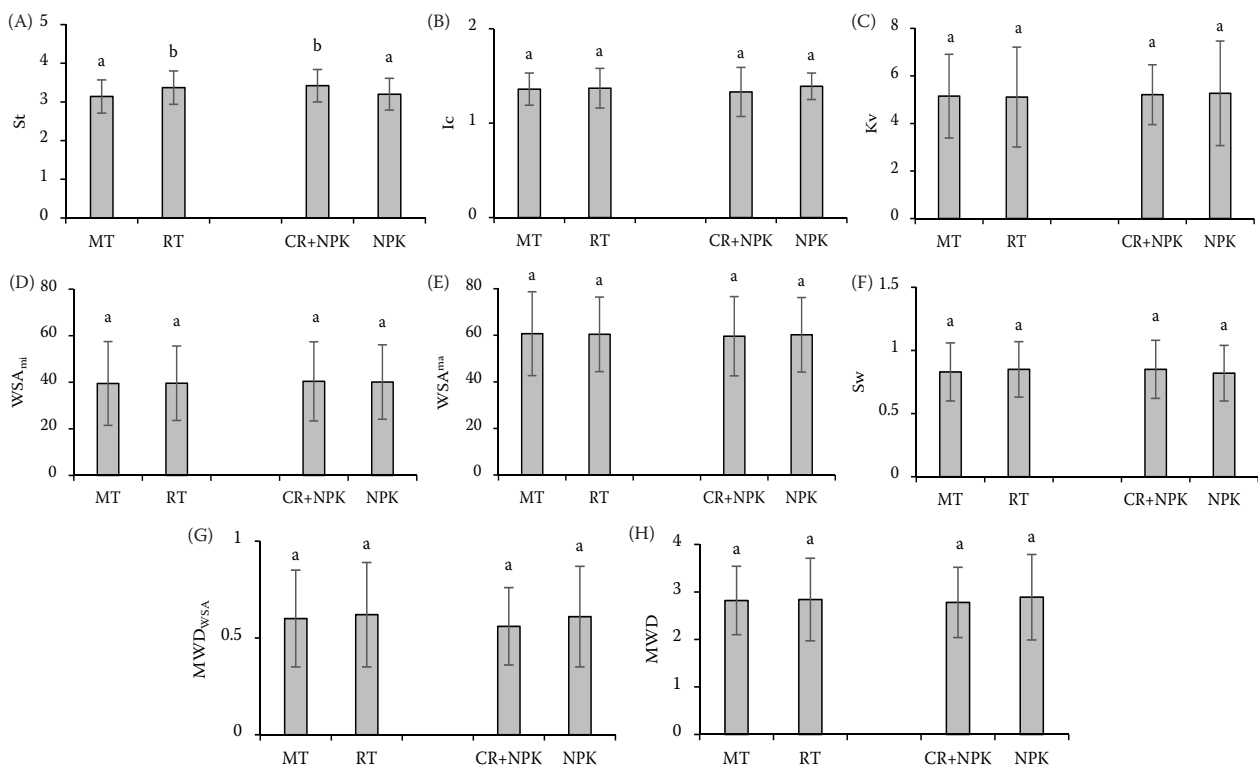 (A)
5
4
3
2
1
0
St
a
b
b
a
MT RT CR+NPK NPK
(B)
2
1
0
Ic
a
a
a
a
MT RT CR+NPK NPK
(C)
8
6
4
2
0
Kv
a
a
a
a
MT RT CR+NPK NPK
(D)
80
60
40
20
0
WSAmi
a
a
a
a
MT RT CR+NPK NPK
(E)
80
60
40
20
0
WSAma
a
a
a
a
MT RT CR+NPK NPK
(F)
1.5
1
0.5
0
Sw
a
a
a
a
MT RT CR+NPK NPK
(G)
1
0.5
0
MWDWSA
a
a
a
a
MT RT CR+NPK NPK
(H)
4
3
2
1
0
MWD
a
a
a
a
MT RT CR+NPK NPK